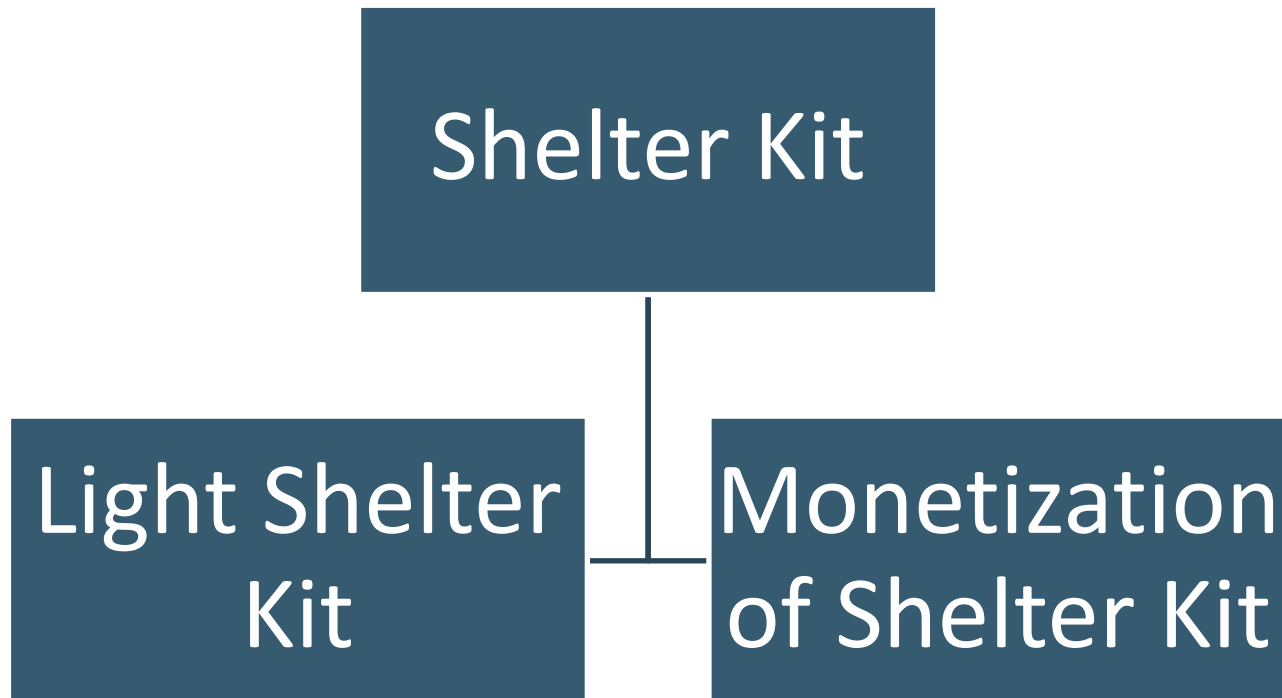 Shelter Kit
Light Shelter
Kit
Monetization
of Shelter Kit